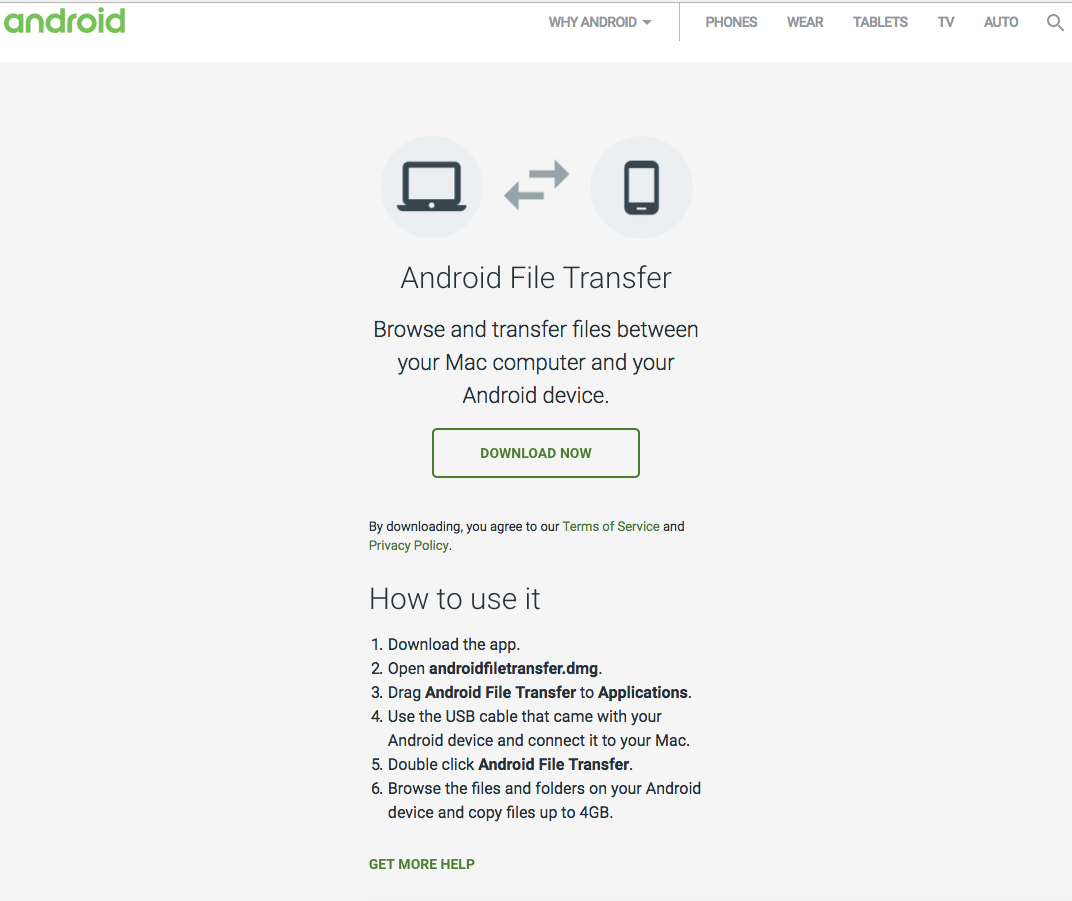 android
WHY ANDROID
PHONES
WEAR
TABLETS
TV
AUTO
Android File Transfer
Browse and transfer files between
your Mac computer and your
Android device.
DOWNLOAD NOW
By downloading, you agree to our Terms of Service and
Privacy Policy.
How to use it
1. Download the app.
2. Open androidfiletransfer.dmg.
3. Drag Android File Transfer to Applications.
4. Use the USB cable that came with your
Android device and connect it to your Mac.
5. Double click Android File Transfer.
6. Browse the files and folders on your Android
device and copy files up to 4GB.
GET MORE HELP